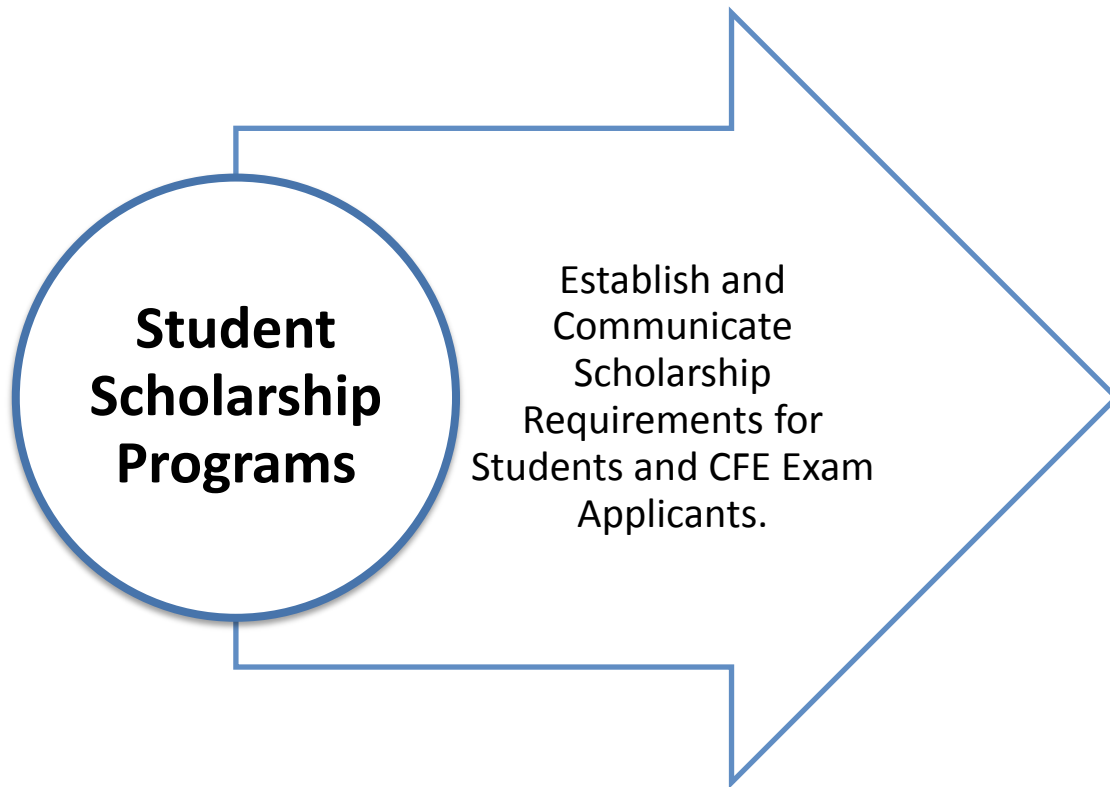 Student
Scholarship
Programs
Establish and
Communicate
Scholarship
Requirements for
Students and CFE Exam
Applicants.